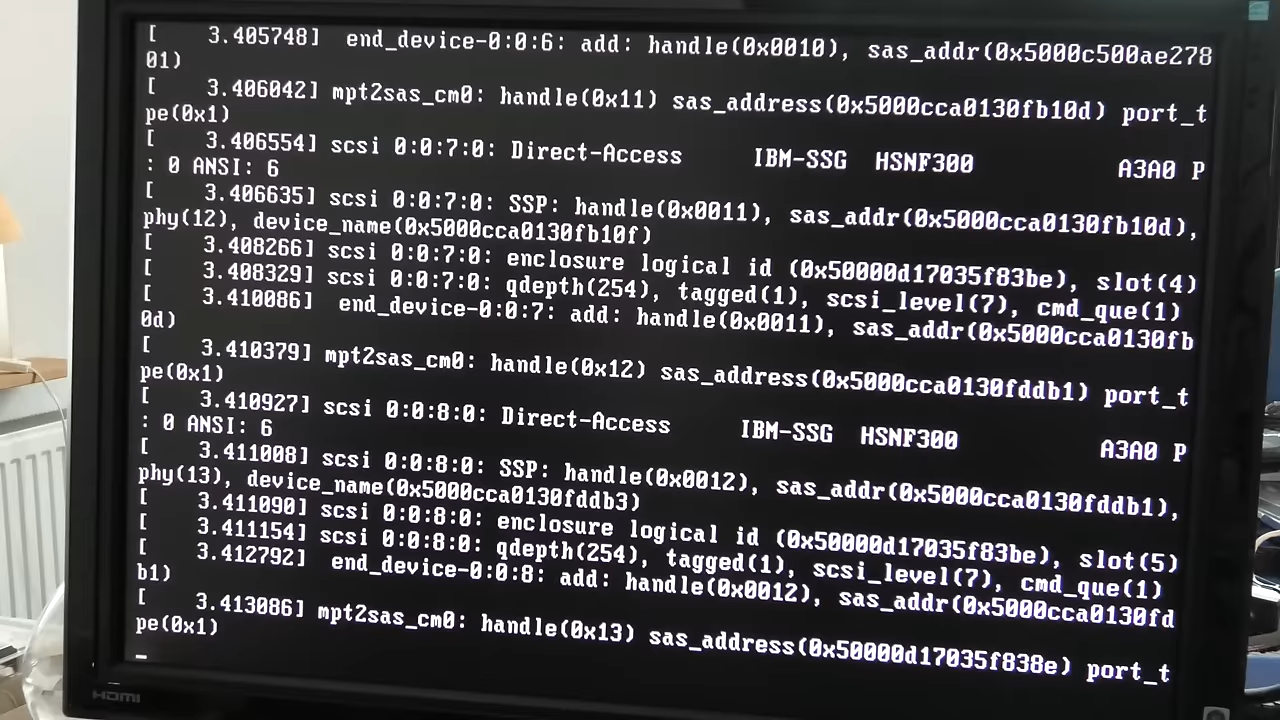 [    3.405748]  end_device-0:0:6: add: handle(0x0010), sas_addr(0x5000c500ae278
01)
[    3.406042] mpt2sas_cm0: handle(0x11) sas_address(0x5000cca0130fb10d) port_t
pe(0x1)
[    3.406554] scsi 0:0:7:0: Direct-Access     IBM-SSG  HSNF300          A3A0 P
: 0 ANSI: 6
[    3.406635] scsi 0:0:7:0: SSP: handle(0x0011), sas_addr(0x5000cca0130fb10d),
phy(12), device_name(0x5000cca0130fb10f)
[    3.408266] scsi 0:0:7:0: enclosure logical id (0x50000d17035f83be), slot(4)
[    3.408329] scsi 0:0:7:0: qdepth(254), tagged(1), scsi_level(7), cmd_que(1)
[    3.410086]  end_device-0:0:7: add: handle(0x0011), sas_addr(0x5000cca0130fb
0d)
[    3.410379] mpt2sas_cm0: handle(0x12) sas_address(0x5000cca0130fddb1) port_t
pe(0x1)
[    3.410927] scsi 0:0:8:0: Direct-Access     IBM-SSG  HSNF300          A3A0 P
: 0 ANSI: 6
[    3.411008] scsi 0:0:8:0: SSP: handle(0x0012), sas_addr(0x5000cca0130fddb1),
phy(13), device_name(0x5000cca0130fddb3)
[    3.411090] scsi 0:0:8:0: enclosure logical id (0x50000d17035f83be), slot(5)
[    3.411154] scsi 0:0:8:0: qdepth(254), tagged(1), scsi_level(7), cmd_que(1)
[    3.412792]  end_device-0:0:8: add: handle(0x0012), sas_addr(0x5000cca0130fd
b1)
[    3.413086] mpt2sas_cm0: handle(0x13) sas_address(0x50000d17035f838e) port_t
pe(0x1)
HDMI